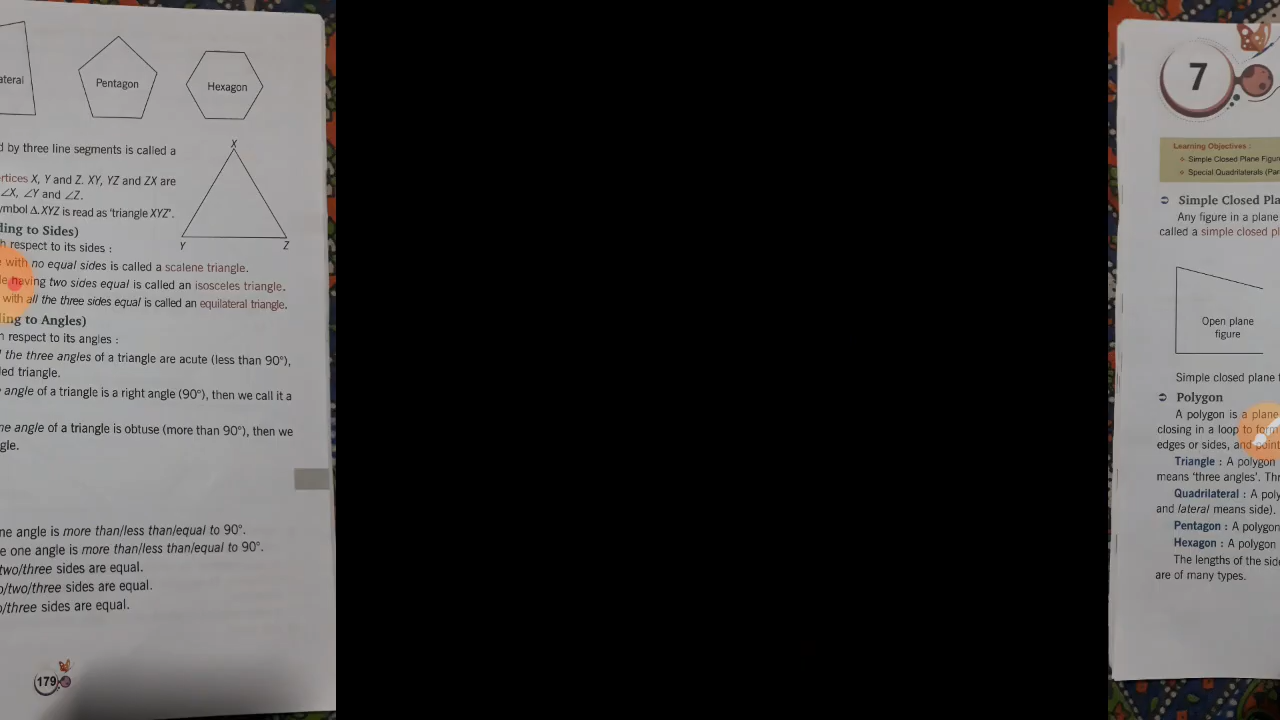 ateral
Pentagon
Hexagon
d by three line segments is called a
X
rtices X, Y and Z. XY, YZ and ZX are
∠X, ∠Y and ∠Z.
ymbol Δ.XYZ is read as 'triangle XYZ'.
Y
Z
ding to Sides)
h respect to its sides :
e with no equal sides is called a scalene triangle.
le having two sides equal is called an isosceles triangle.
with all the three sides equal is called an equilateral triangle.
ling to Angles)
n respect to its angles :
l the three angles of a triangle are acute (less than 90°),
led triangle.
e angle of a triangle is a right angle (90°), then we call it a
ne angle of a triangle is obtuse (more than 90°), then we
gle.
ne angle is more than/less than/equal to 90°.
e one angle is more than/less than/equal to 90°.
two/three sides are equal.
o/two/three sides are equal.
o/three sides are equal.
179
7
Learning Objectives :
Simple Closed Plane Figur
Special Quadrilaterals (Par
Simple Closed Pla
Any figure in a plane
called a simple closed pl
Open plane
figure
Simple closed plane f
Polygon
A polygon is a plane
closing in a loop to form
edges or sides, and point
Triangle : A polygon
means 'three angles'. Thr
Quadrilateral : A poly
and lateral means side).
Pentagon : A polygon
Hexagon : A polygon
The lengths of the side
are of many types.